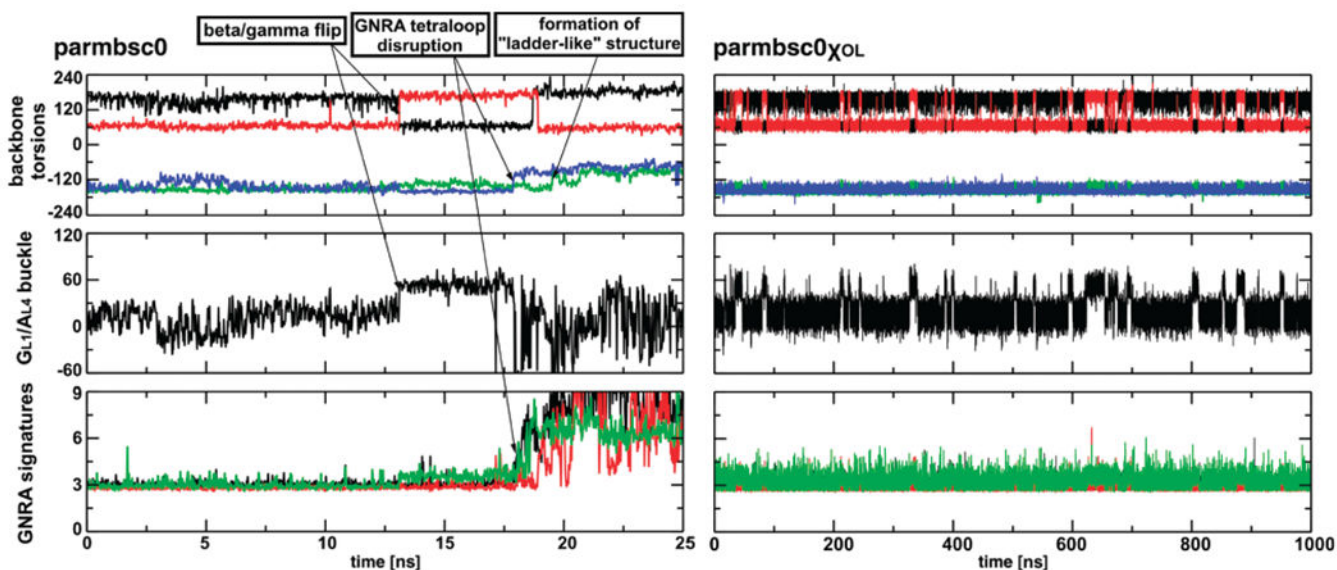 beta/gamma flip
GNRA tetraloop
disruption
formation of
"ladder-like" structure
parmbsc0
parmbsc0χOL
backbone
torsions
240
120
0
-120
-240
GL1/AL4 buckle
120
60
0
-60
GNRA signatures
9
6
3
0
0 5 10 15 20 25
time [ns]
0 200 400 600 800 1000
time [ns]